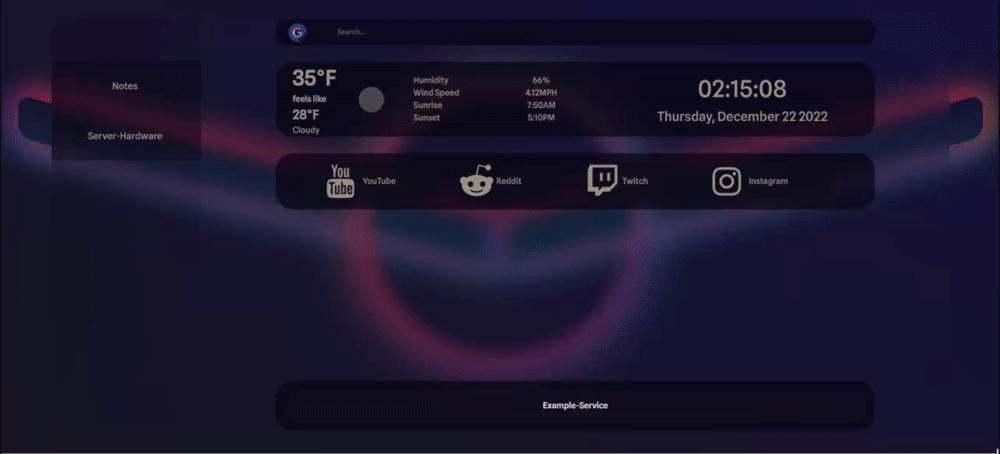 G
Search...
Notes
Server-Hardware
35°F
feels like
28°F
Cloudy
Humidity 66%
Wind Speed 4.12MPH
Sunrise 7:50AM
Sunset 5:10PM
02:15:08
Thursday, December 22 2022
You
Tube
YouTube
Reddit
Twitch
Instagram
Example-Service